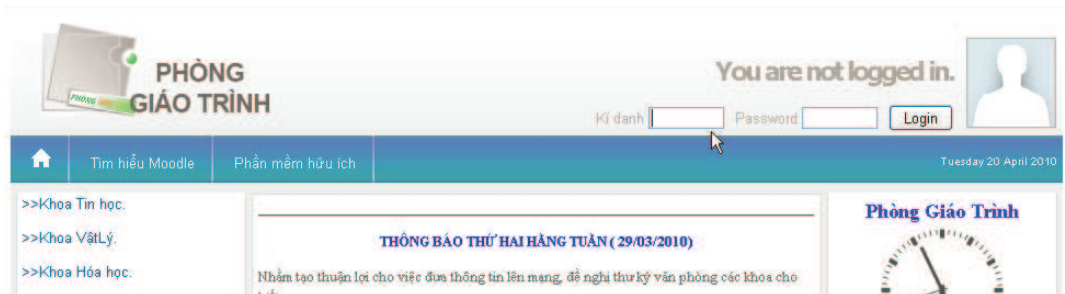 PHÒNG
GIÁO TRÌNH
You are not logged in.
Kí danh Password Login
Tìm hiểu Moodle Phần mềm hữu ích Tuesday 20 April 2010
>>Khoa Tin học.
>>Khoa VậtLý.
>>Khoa Hóa học.
THÔNG BÁO THỨ HAI HẰNG TUẦN ( 29/03/2010)
Nhằm tạo thuận lợi cho việc đưa thông tin lên mạng, đề nghị thư ký văn phòng các khoa cho
Phòng Giáo Trình